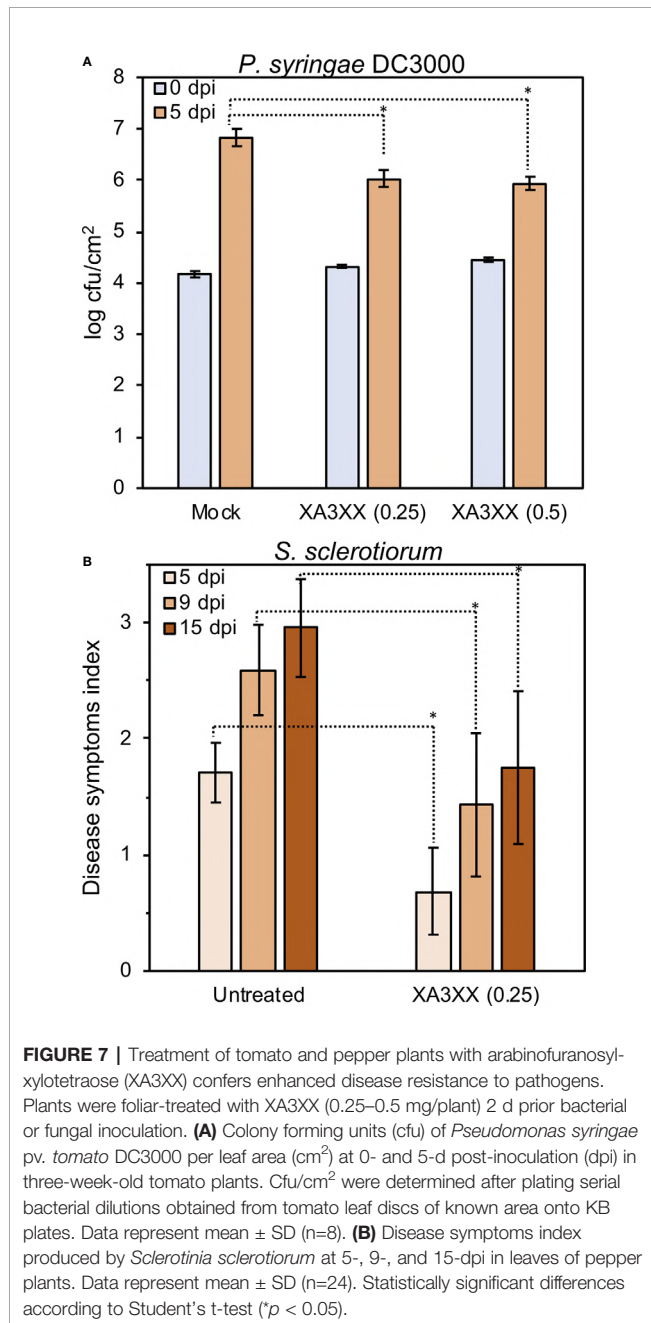 A
P. syringae DC3000
8
7
6
5
4
3
2
1
0
log cfu/cm²
0 dpi
5 dpi
*
*
Mock
XA3XX (0.25)
XA3XX (0.5)
B
S. sclerotiorum
3
2
1
0
Disease symptoms index
5 dpi
9 dpi
15 dpi
*
*
*
Untreated
XA3XX (0.25)
FIGURE 7 | Treatment of tomato and pepper plants with arabinofuranosyl-
xylotetraose (XA3XX) confers enhanced disease resistance to pathogens.
Plants were foliar-treated with XA3XX (0.25–0.5 mg/plant) 2 d prior bacterial
or fungal inoculation. (A) Colony forming units (cfu) of Pseudomonas syringae
pv. tomato DC3000 per leaf area (cm²) at 0- and 5-d post-inoculation (dpi) in
three-week-old tomato plants. Cfu/cm² were determined after plating serial
bacterial dilutions obtained from tomato leaf discs of known area onto KB
plates. Data represent mean ± SD (n=8). (B) Disease symptoms index
produced by Sclerotinia sclerotiorum at 5-, 9-, and 15-dpi in leaves of pepper
plants. Data represent mean ± SD (n=24). Statistically significant differences
according to Student's t-test (*p < 0.05).